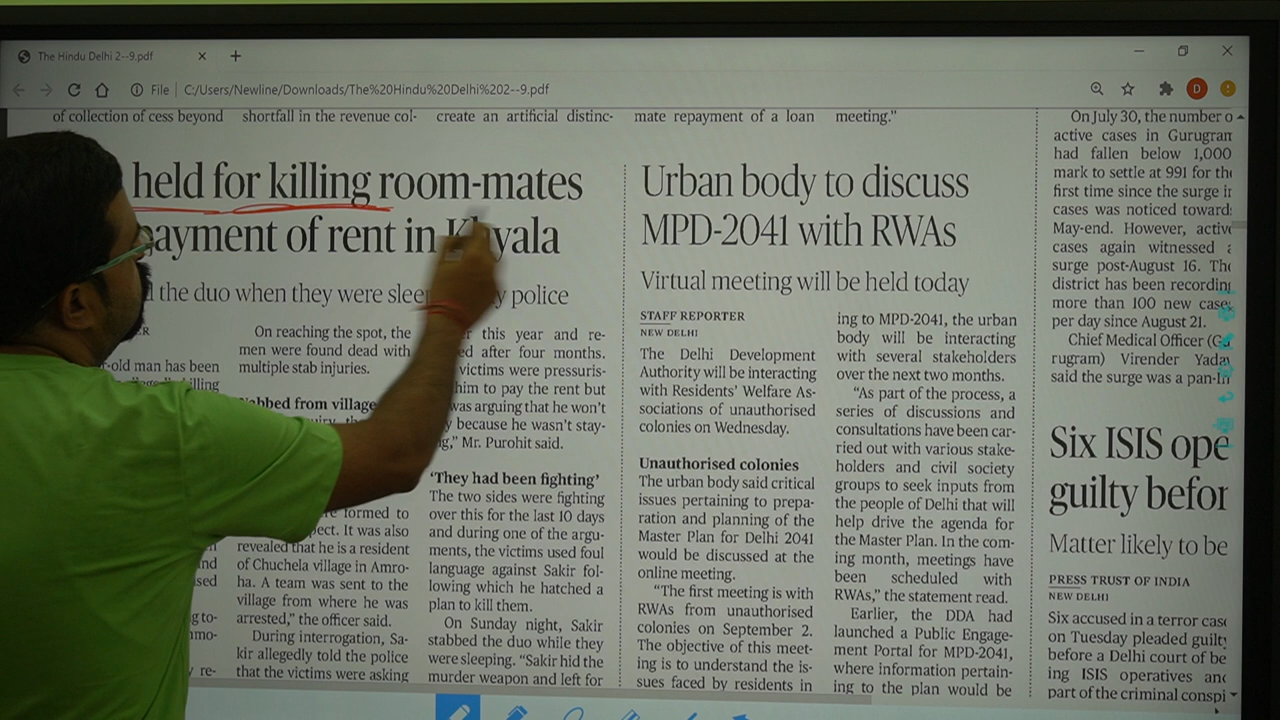 The Hindu Delhi 2--9.pdf
File
C:/Users/Newline/Downloads/The%20Hindu%20Delhi%202--9.pdf
D
of collection of cess beyond
shortfall in the revenue col-
create an artificial distinc-
mate repayment of a loan
meeting."
held for killing room-mates
payment of rent in Khyala
the duo when they were police
-old man has been
On reaching the spot, the
men were found dead with
multiple stab injuries.
Nabbed from village
formed to
It was also
revealed that he is a resident
of Chuchela village in Amro-
ha. A team was sent to the
village from where he was
arrested," the officer said.
During interrogation, Sa-
kir allegedly told the police
that the victims were asking
this year and re-
after four months.
victims were pressuris-
him to pay the rent but
was arguing that he won't
because he wasn't stay-
," Mr. Purohit said.
'They had been fighting'
The two sides were fighting
over this for the last 10 days
and during one of the argu-
ments, the victims used foul
language against Sakir fol-
lowing which he hatched a
plan to kill them.
On Sunday night, Sakir
stabbed the duo while they
were sleeping. "Sakir hid the
murder weapon and left for
Urban body to discuss
MPD-2041 with RWAs
Virtual meeting will be held today
STAFF REPORTER
NEW DELHI
The Delhi Development
Authority will be interacting
with Residents' Welfare As-
sociations of unauthorised
colonies on Wednesday.
Unauthorised colonies
The urban body said critical
issues pertaining to prepa-
ration and planning of the
Master Plan for Delhi 2041
would be discussed at the
online meeting.
"The first meeting is with
RWAs from unauthorised
colonies on September 2.
The objective of this meet-
ing is to understand the is-
sues faced by residents in
ing to MPD-2041, the urban
body will be interacting
with several stakeholders
over the next two months.
"As part of the process, a
series of discussions and
consultations have been car-
ried out with various stake-
holders and civil society
groups to seek inputs from
the people of Delhi that will
help drive the agenda for
the Master Plan. In the com-
ing month, meetings have
been scheduled with
RWAs," the statement read.
Earlier, the DDA had
launched a Public Engage-
ment Portal for MPD-2041,
where information pertain-
ing to the plan would be
On July 30, the number o
active cases in Gurugram
had fallen below 1,000
mark to settle at 991 for the
first time since the surge in
cases was noticed towards
May-end. However, active
cases again witnessed a
surge post-August 16. The
district has been recording
more than 100 new cases
per day since August 21.
Chief Medical Officer (Gu
rugram) Virender Yadav
said the surge was a pan-In
Six ISIS ope
guilty befor
Matter likely to be
PRESS TRUST OF INDIA
NEW DELHI
Six accused in a terror case
on Tuesday pleaded guilty
before a Delhi court of be
ing ISIS operatives and
part of the criminal conspi